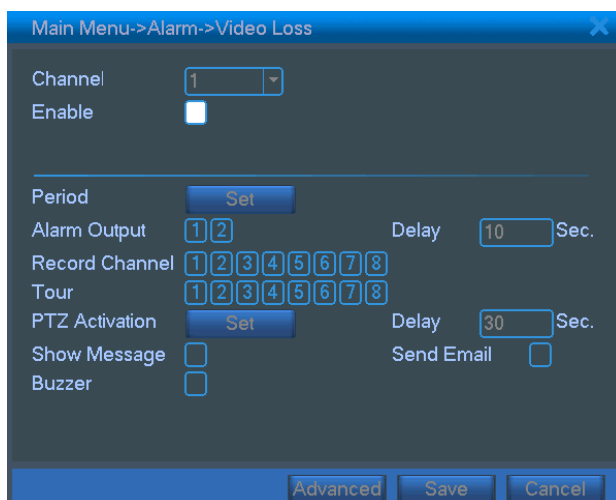 Main Menu->Alarm->Video Loss
Channel 1
Enable
Period Set
Alarm Output 1 2 Delay 10 Sec.
Record Channel 1 2 3 4 5 6 7 8
Tour 1 2 3 4 5 6 7 8
PTZ Activation Set Delay 30 Sec.
Show Message Send Email
Buzzer
Advanced Save Cancel